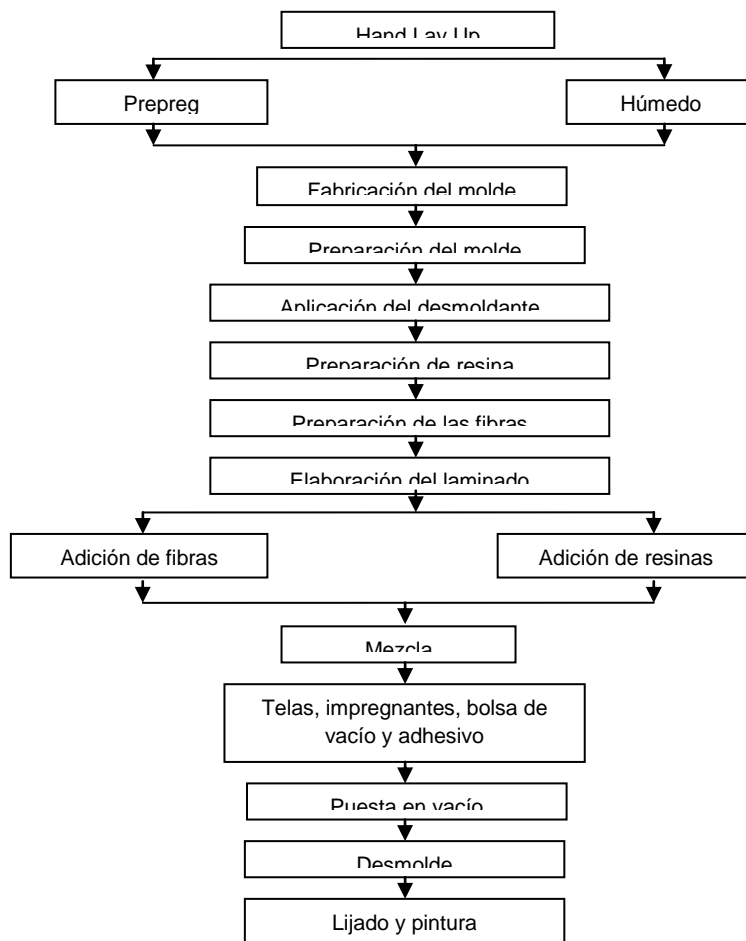 Hand Lay Up
Prepreg
Húmedo
Fabricación del molde
Preparación del molde
Aplicación del desmoldante
Preparación de resina
Preparación de las fibras
Elaboración del laminado
Adición de fibras
Adición de resinas
Mezcla
Telas, impregnantes, bolsa de
vacío y adhesivo
Puesta en vacío
Desmolde
Lijado y pintura